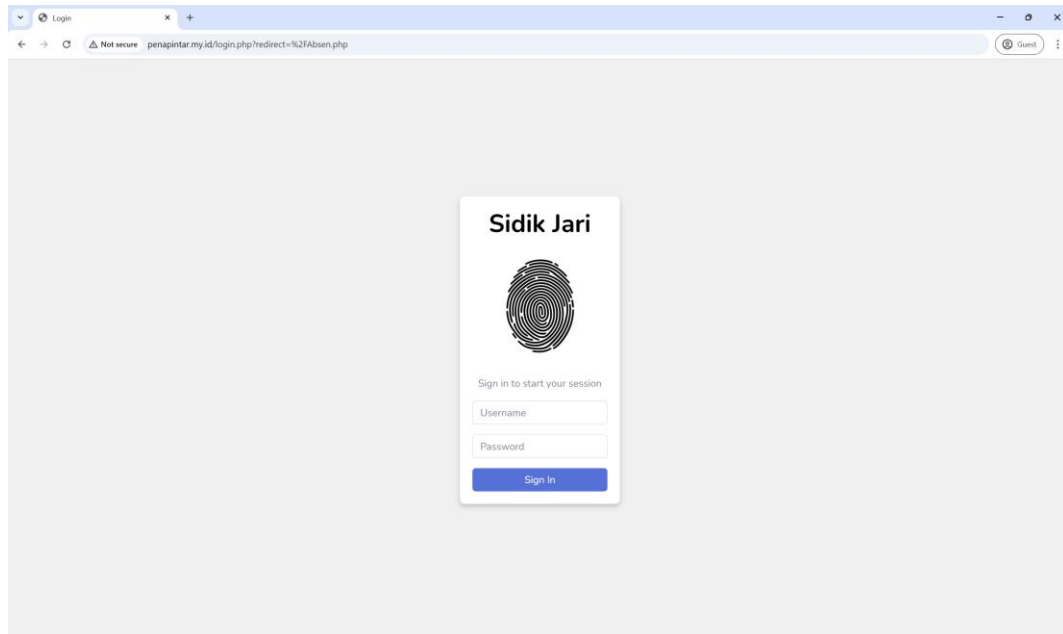 Login
Not secure
penapintar.my.id/login.php?redirect=%2FAbsen.php
Guest
Sidik Jari
Sign in to start your session
Username
Password
Sign In